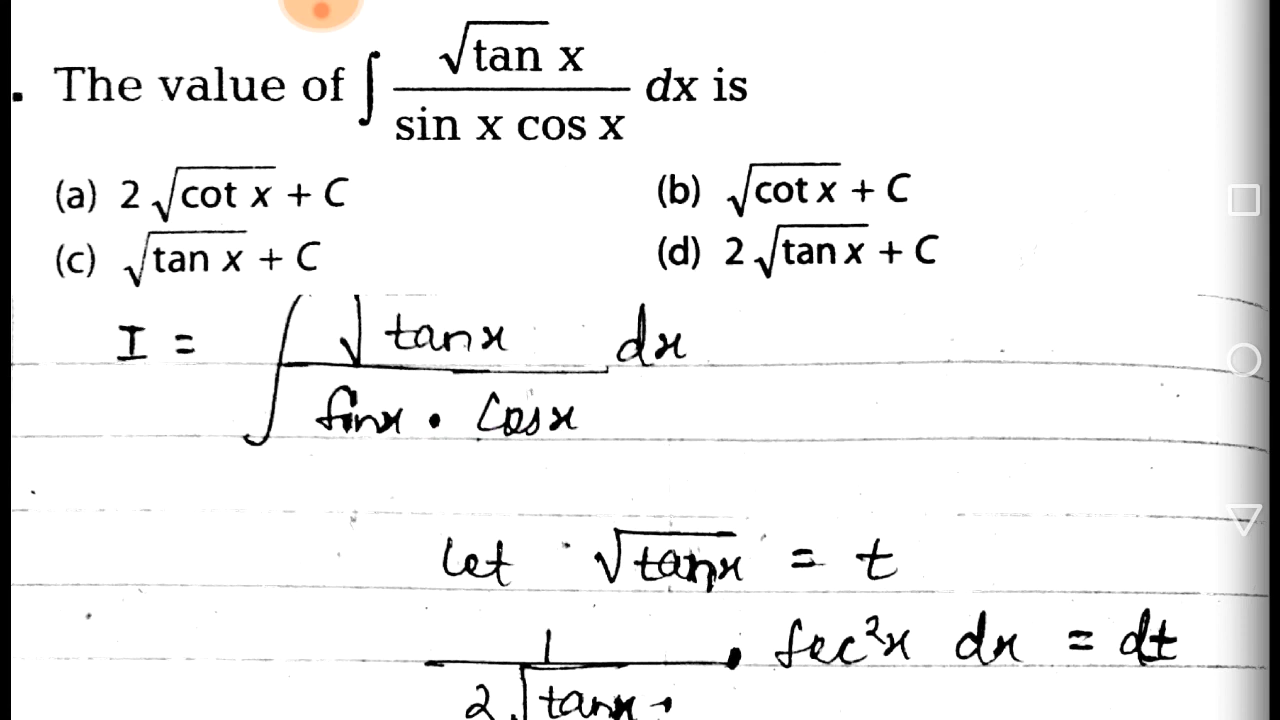 . The value of ∫ √tan x / sin x cos x dx is
(a) 2√cot x + C (b) √cot x + C
(c) √tan x + C (d) 2√tan x + C
I = ∫ √tanx / sinx . cosx dx
let √tanx = t
1 / 2√tanx . sec²x dx = dt